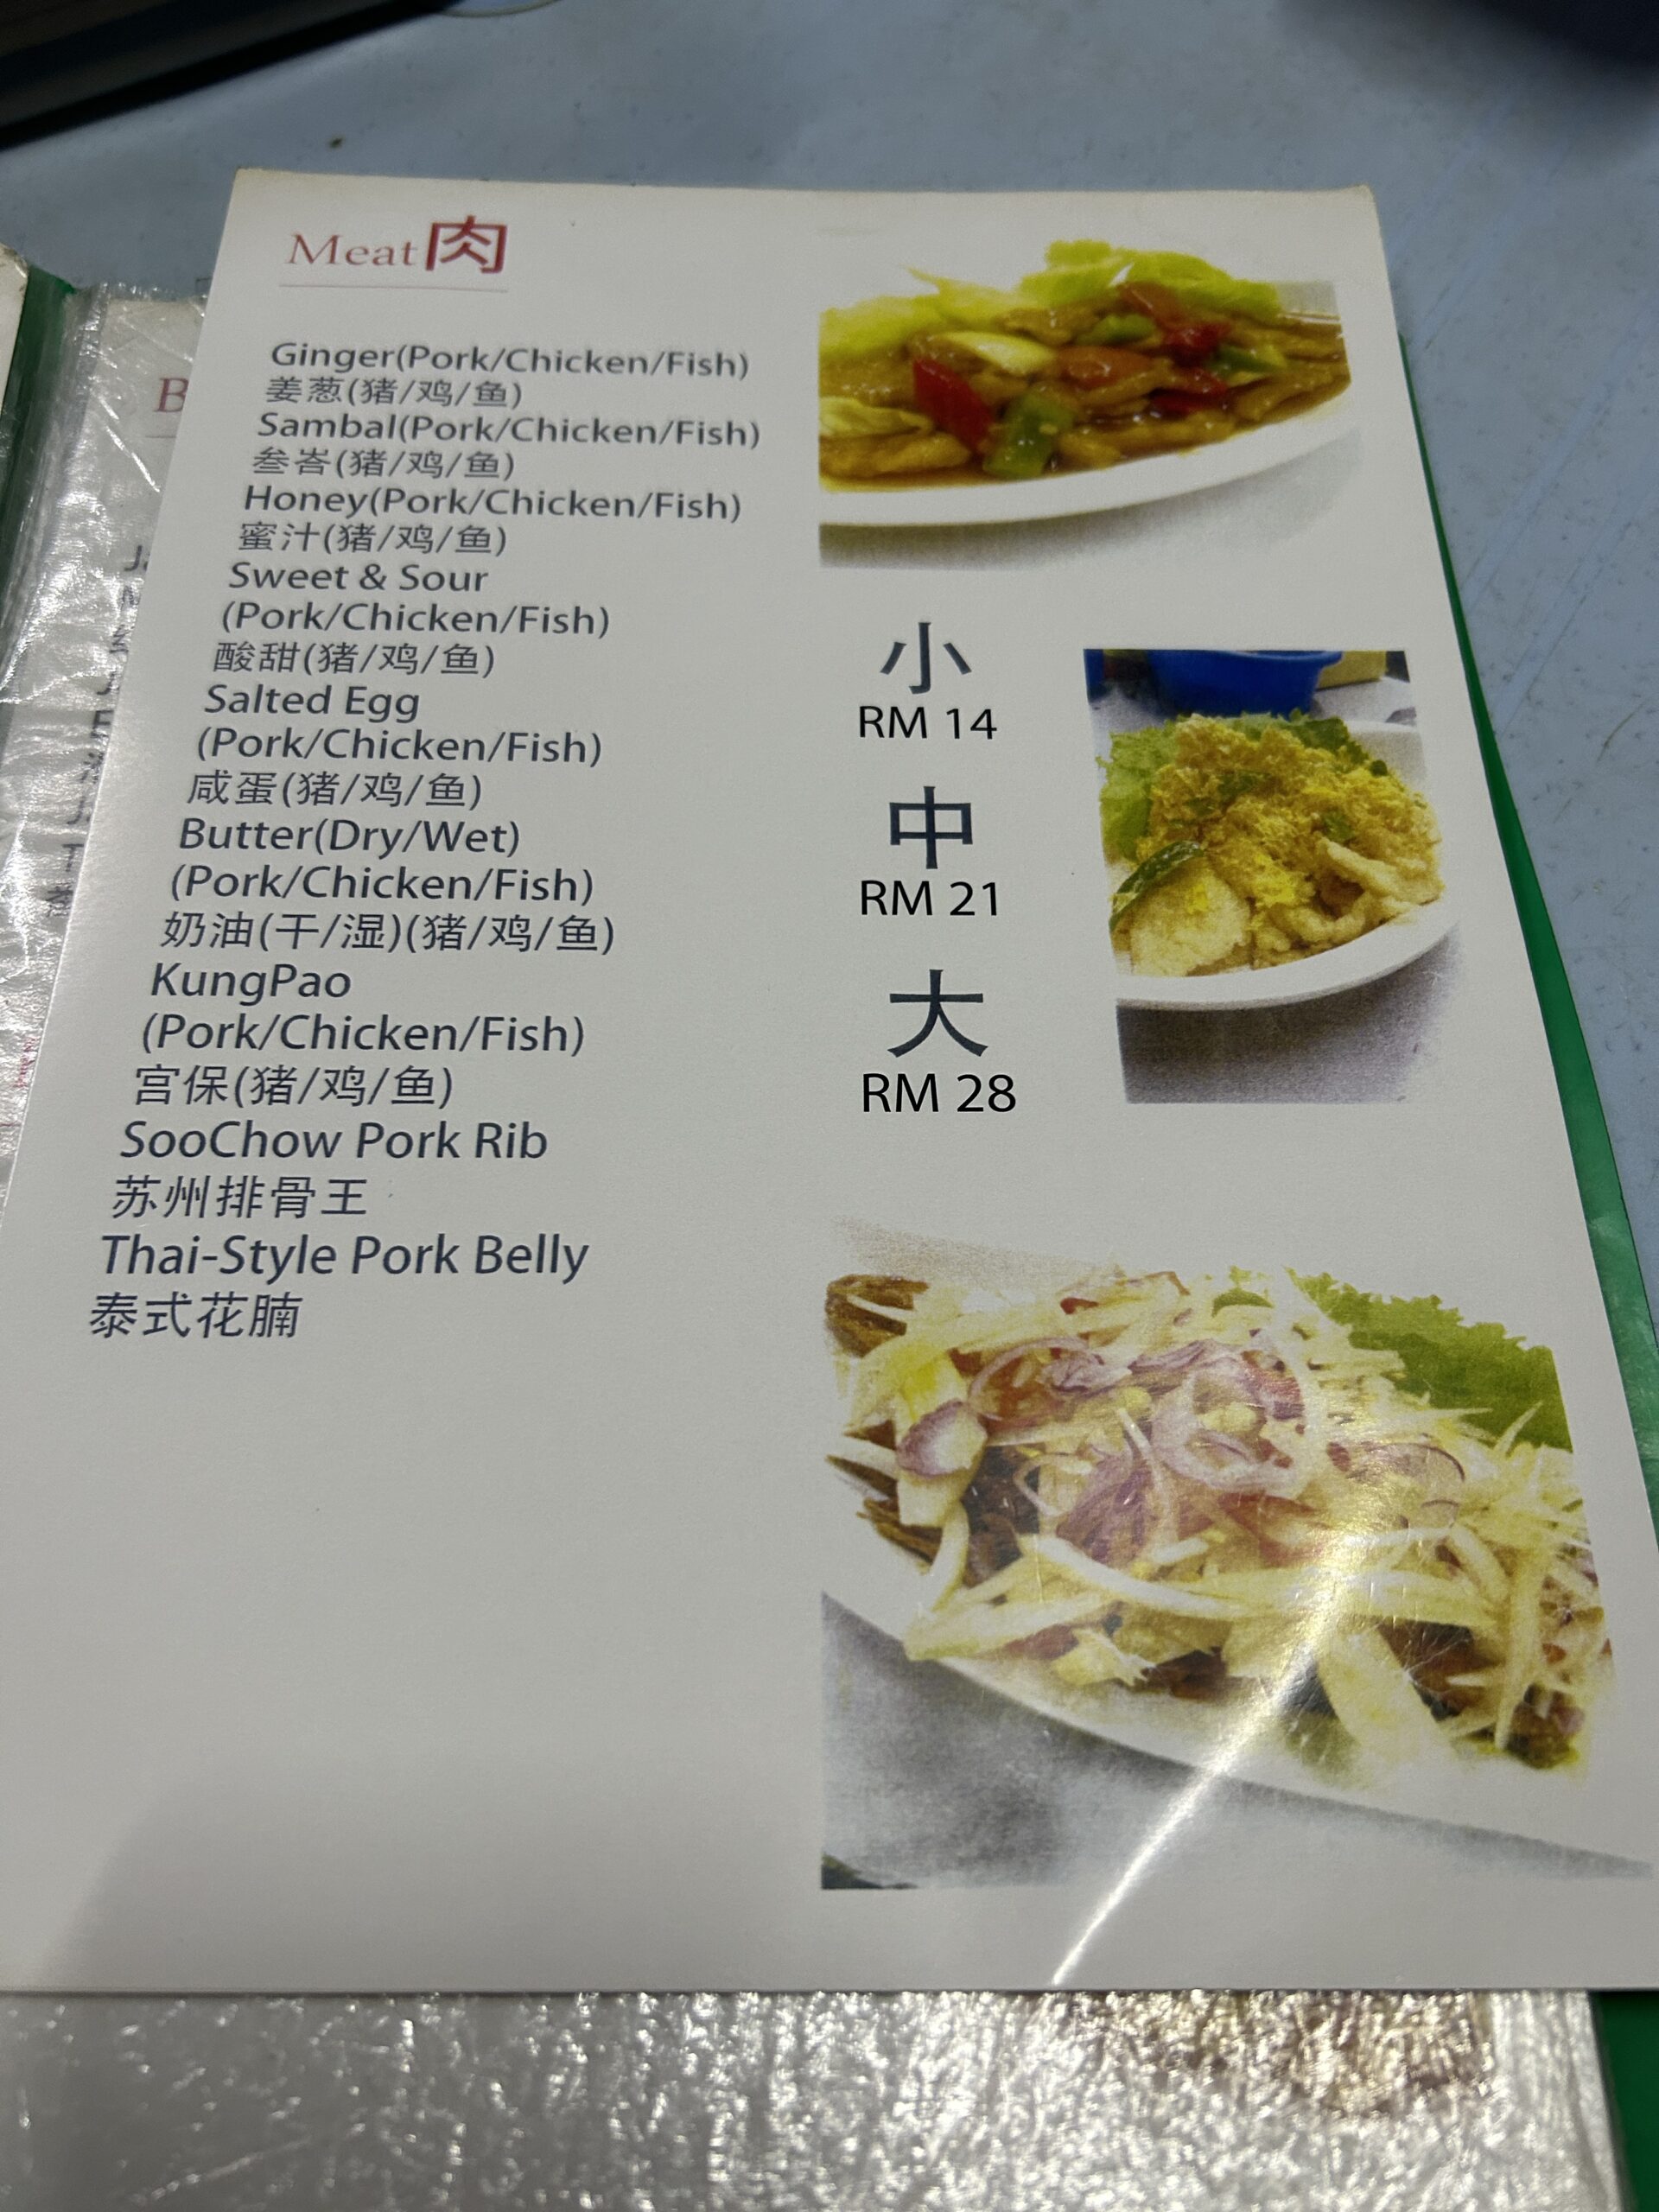 Meat 肉
Ginger(Pork/Chicken/Fish)
姜葱(猪/鸡/鱼)
Sambal(Pork/Chicken/Fish)
叁峇(猪/鸡/鱼)
Honey(Pork/Chicken/Fish)
蜜汁(猪/鸡/鱼)
Sweet & Sour
(Pork/Chicken/Fish)
酸甜(猪/鸡/鱼)
Salted Egg
(Pork/Chicken/Fish)
咸蛋(猪/鸡/鱼)
Butter(Dry/Wet)
(Pork/Chicken/Fish)
奶油(干/湿)(猪/鸡/鱼)
KungPao
(Pork/Chicken/Fish)
宫保(猪/鸡/鱼)
SooChow Pork Rib
苏州排骨王
Thai-Style Pork Belly
泰式花腩
小
RM 14
中
RM 21
大
RM 28